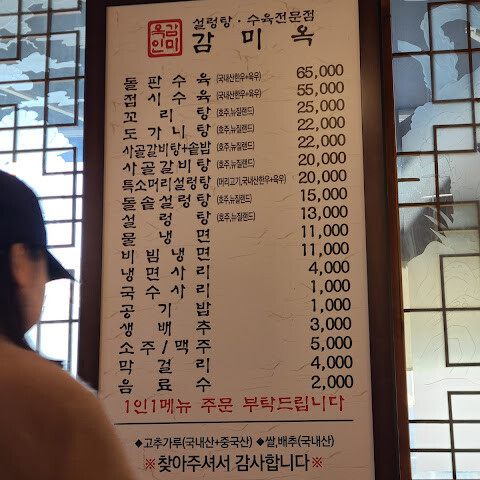 감미옥인
설렁탕 · 수육전문점
감미옥
돌판수육(국내산한우+육우) 65,000
접시수육(국내산한우+육우) 55,000
꼬리탕(호주,뉴질랜드) 25,000
도가니탕(호주,뉴질랜드) 22,000
사골갈비탕+솥밥(호주,뉴질랜드) 22,000
사골갈비탕(호주,뉴질랜드) 20,000
특소머리설렁탕(머리고기,국내산한우+육우) 20,000
돌솥설렁탕(호주,뉴질랜드) 15,000
설렁탕(호주,뉴질랜드) 13,000
물냉면 11,000
비빔냉면 11,000
냉면사리 4,000
국수사리 1,000
공기밥 1,000
생배추 3,000
소주/맥주 5,000
막걸리 4,000
음료수 2,000
1인1메뉴 주문 부탁드립니다
◆고추가루(국내산+중국산) ◆쌀,배추(국내산)
※찾아주셔서 감사합니다※